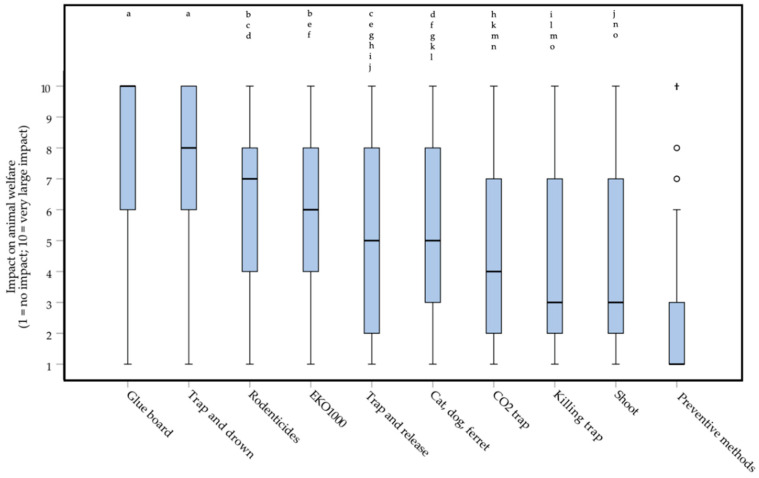 a a b b c d h i j
c e e f k l n
d f g g m m o
h k n o
i l
j
10
9
8
7
6
5
4
3
2
1
Impact on animal welfare
(1 = no impact; 10 = very large impact)
Glue board
Trap and drown
Rodenticides
EKO1000
Trap and release
Cat, dog, ferret
CO2 trap
Killing trap
Shoot
Preventive methods